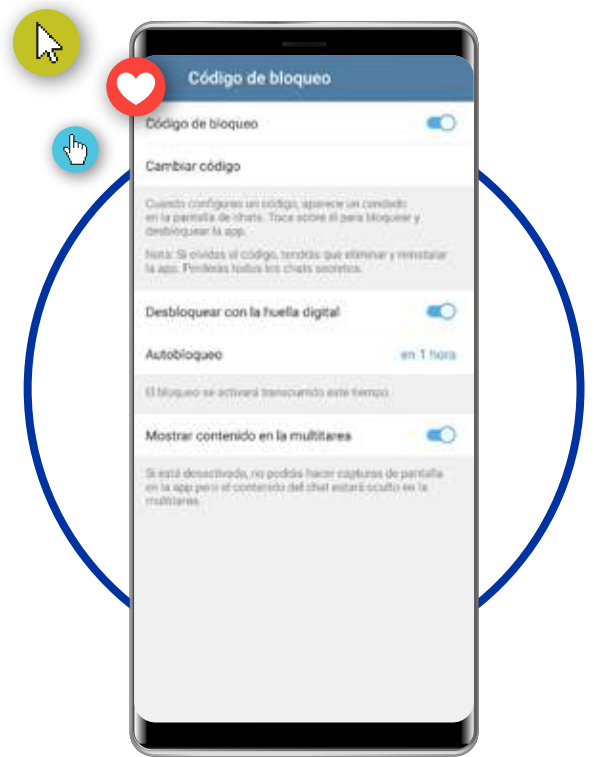 Código de bloqueo
Código de bloqueo
Cambiar código
Cuando configures un código, aparece un candado
en la pantalla de chats. Toca sobre él para bloquear y
desbloquear la app.
Nota: Si olvidas el código, tendrás que eliminar y reinstalar
la app. Perderás todos los chats secretos.
Desbloquear con la huella digital
Autobloqueo
en 1 hora
El bloqueo se activará transcurrido este tiempo.
Mostrar contenido en la multitarea
Si está desactivado, no podrás hacer capturas de pantalla
en la app pero el contenido del chat estará oculto en la
multitarea.